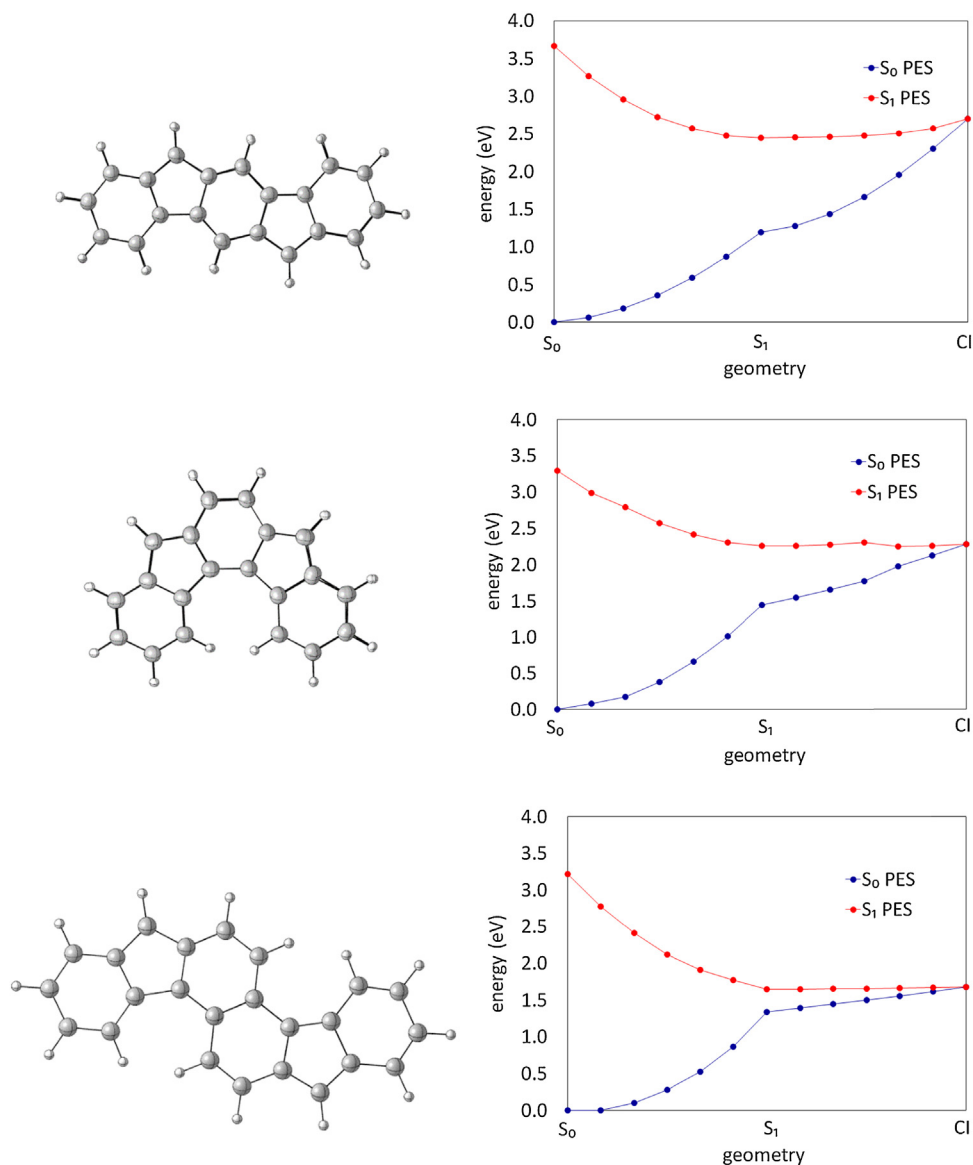 4.0
3.5
3.0
2.5
2.0
1.5
1.0
0.5
0.0
energy (eV)
S₀ PES
S₁ PES
S₀ S₁ CI
geometry
4.0
3.5
3.0
2.5
2.0
1.5
1.0
0.5
0.0
energy (eV)
S₀ PES
S₁ PES
S₀ S₁ CI
geometry
4.0
3.5
3.0
2.5
2.0
1.5
1.0
0.5
0.0
energy (eV)
S₀ PES
S₁ PES
S₀ S₁ CI
geometry